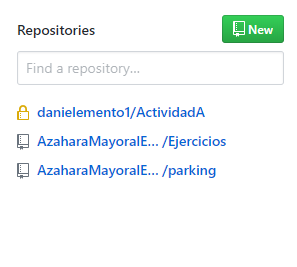 Repositories
New
Find a repository...
danielemento1/ActividadA
AzaharaMayoralE... /Ejercicios
AzaharaMayoralE... /parking